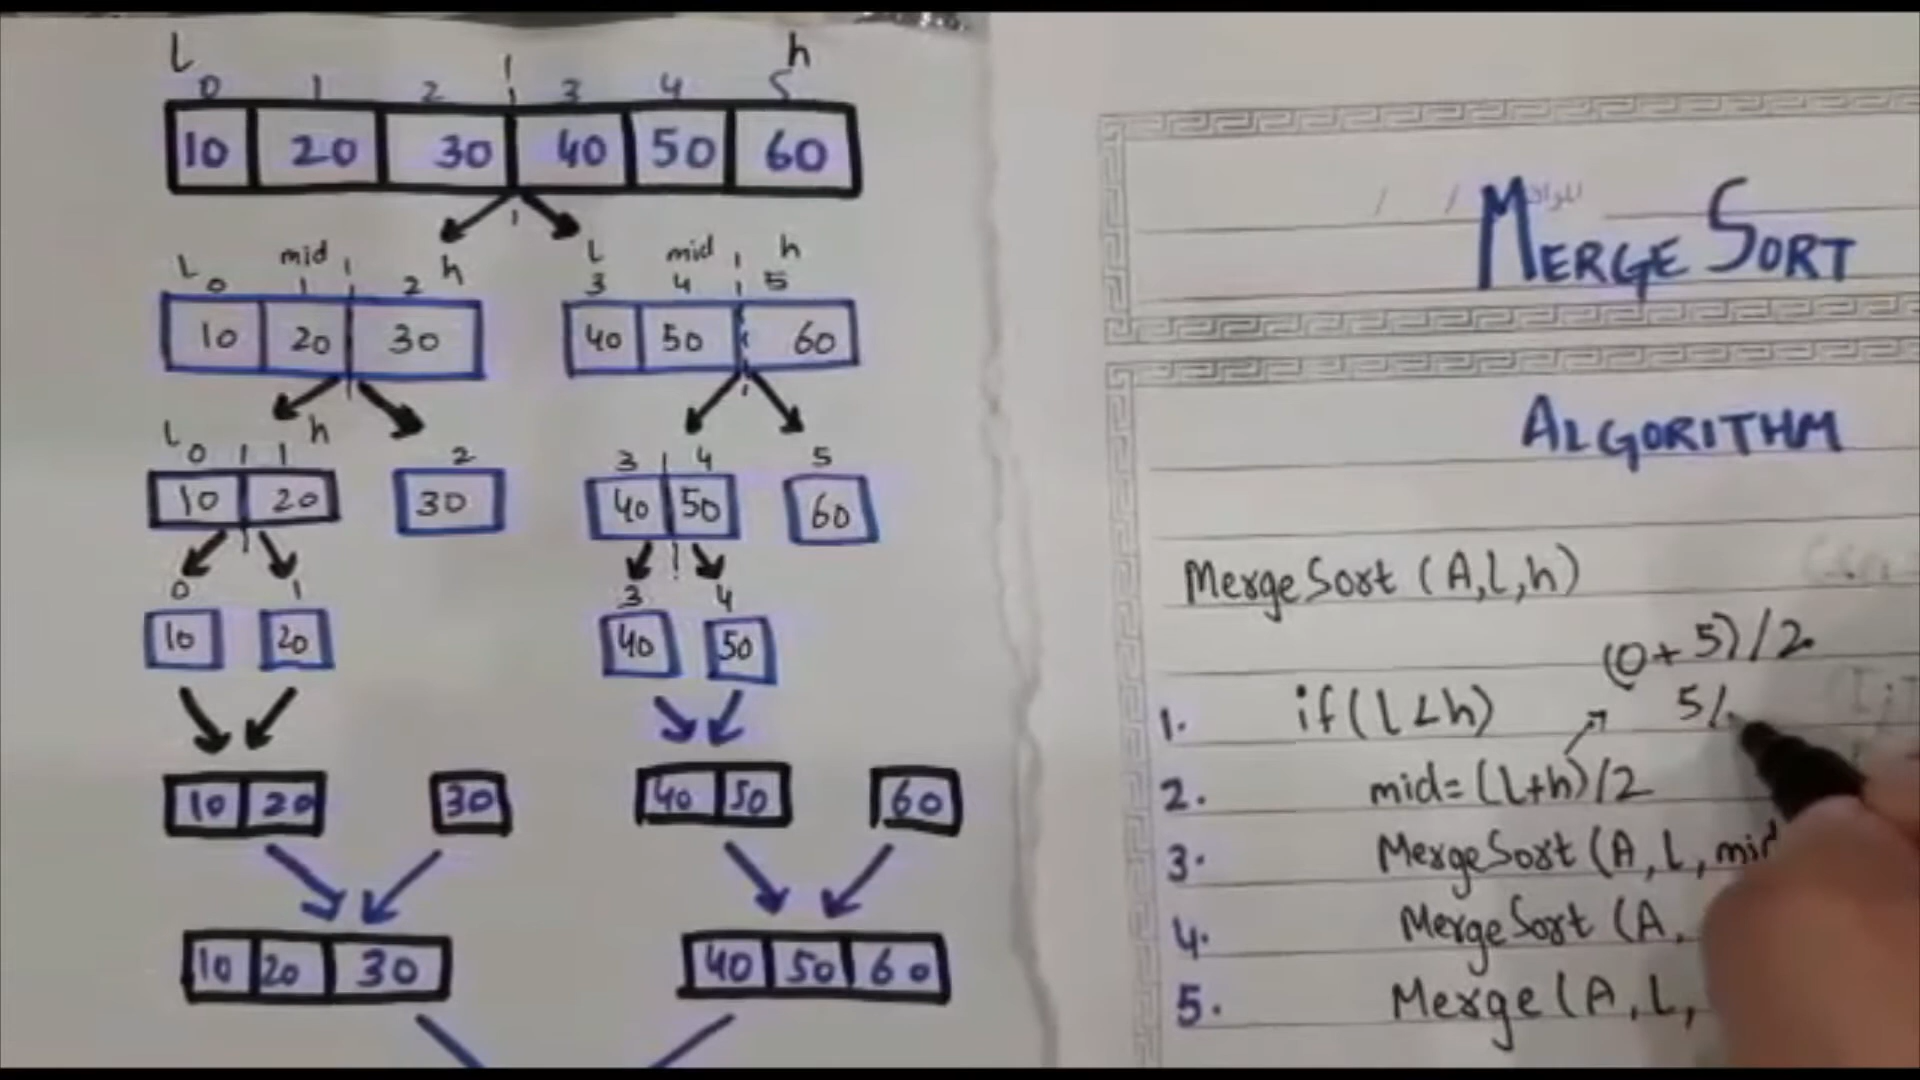 L h
0 1 2 3 4 5
10 20 30 40 50 60
L mid h L mid h
0 1 2 3 4 5
10 20 30 40 50 60
L h
0 1 2 3 4 5
10 20 30 40 50 60
0 1 3 4
10 20 40 50
10 20 30 40 50 60
10 20 30 40 50 60
MERGE SORT
ALGORITHM
MergeSort (A,L,h)
(0+5)/2
1. if(L<h) 5/
2. mid=(L+h)/2
3. MergeSort (A, L, mid
4. MergeSort (A,
5. Merge (A, L,